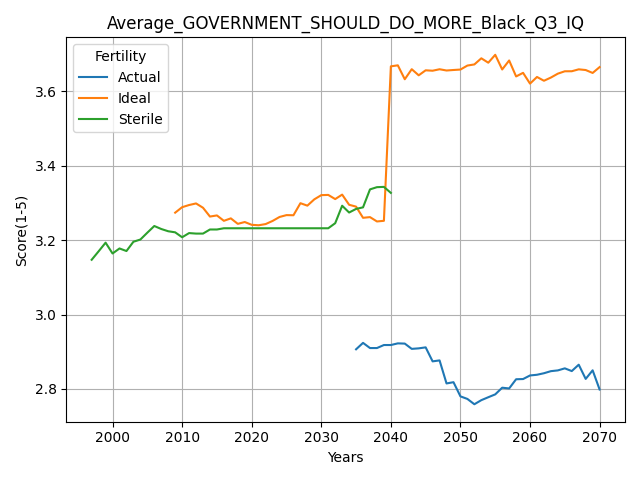 Average_GOVERNMENT_SHOULD_DO_MORE_Black_Q3_IQ
Fertility
Actual
Ideal
Sterile
Score(1-5)
3.6
3.4
3.2
3.0
2.8
2000 2010 2020 2030 2040 2050 2060 2070
Years